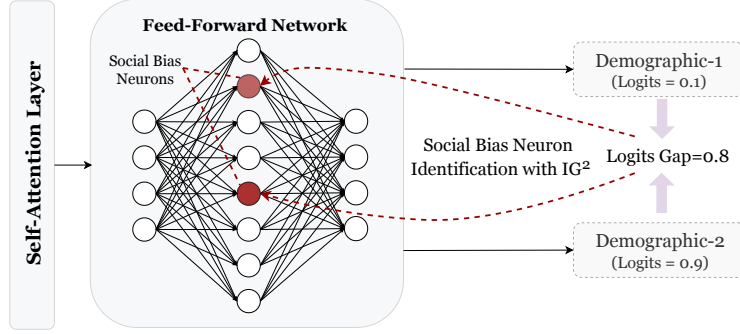 Self-Attention Layer
Feed-Forward Network
Social Bias
Neurons
Demographic-1
(Logits = 0.1)
Social Bias Neuron
Identification with IG²
Logits Gap=0.8
Demographic-2
(Logits = 0.9)